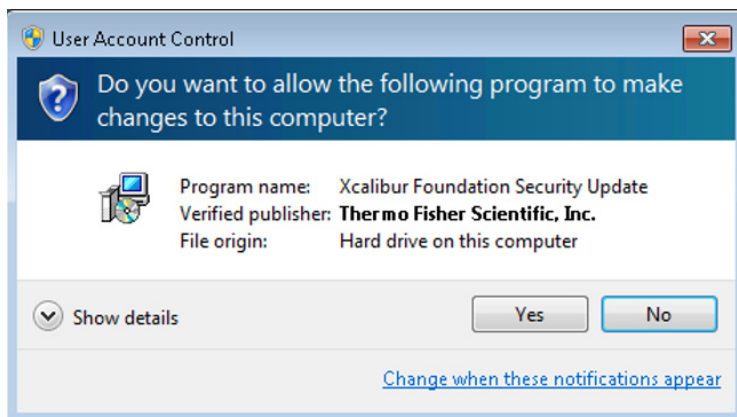 User Account Control
Do you want to allow the following program to make
changes to this computer?
Program name: Xcalibur Foundation Security Update
Verified publisher: Thermo Fisher Scientific, Inc.
File origin: Hard drive on this computer
Show details
Yes
No
Change when these notifications appear